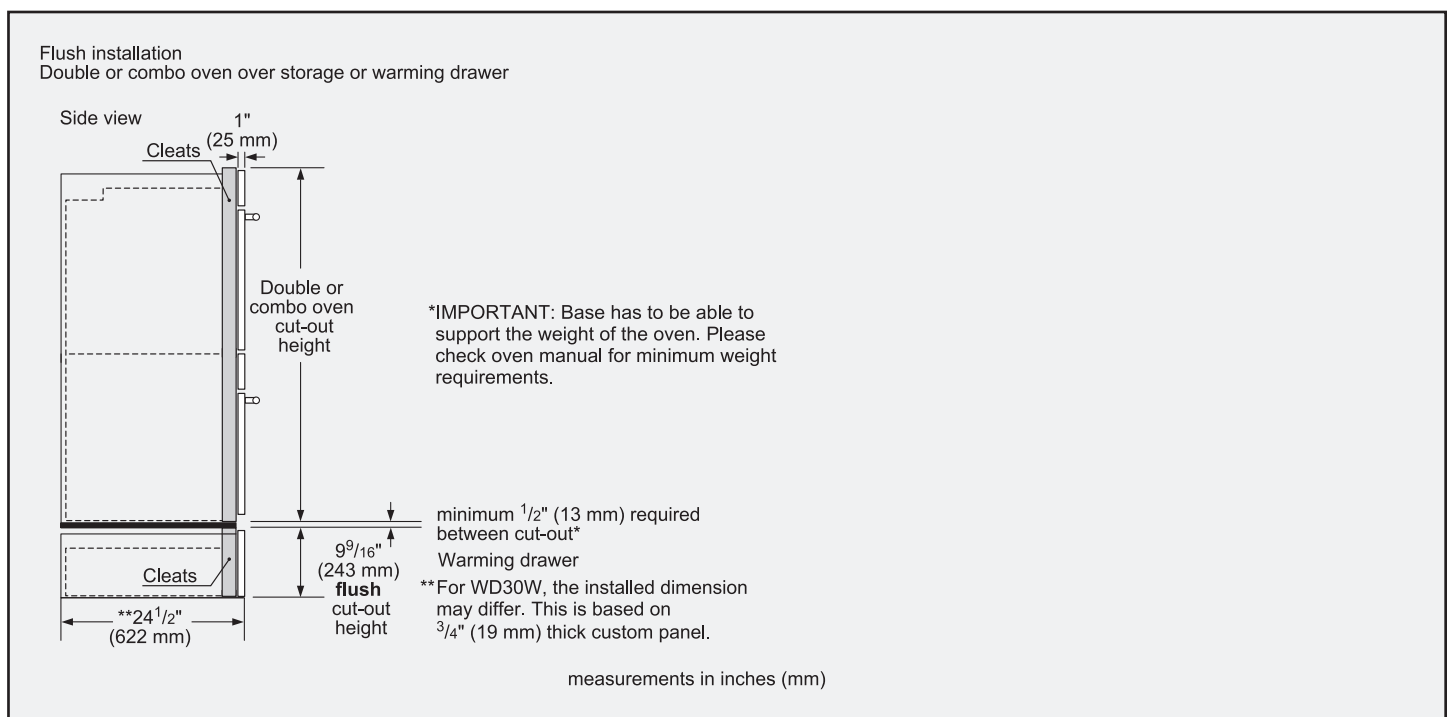 Flush installation
Double or combo oven over storage or warming drawer
Side view
1"
(25 mm)
Cleats
Double or
combo oven
cut-out
height
*IMPORTANT: Base has to be able to
support the weight of the oven. Please
check oven manual for minimum weight
requirements.
minimum 1/2" (13 mm) required
between cut-out*
Warming drawer
9 9/16"
(243 mm)
flush
cut-out
height
Cleats
**For WD30W, the installed dimension
may differ. This is based on
3/4" (19 mm) thick custom panel.
**24 1/2"
(622 mm)
measurements in inches (mm)